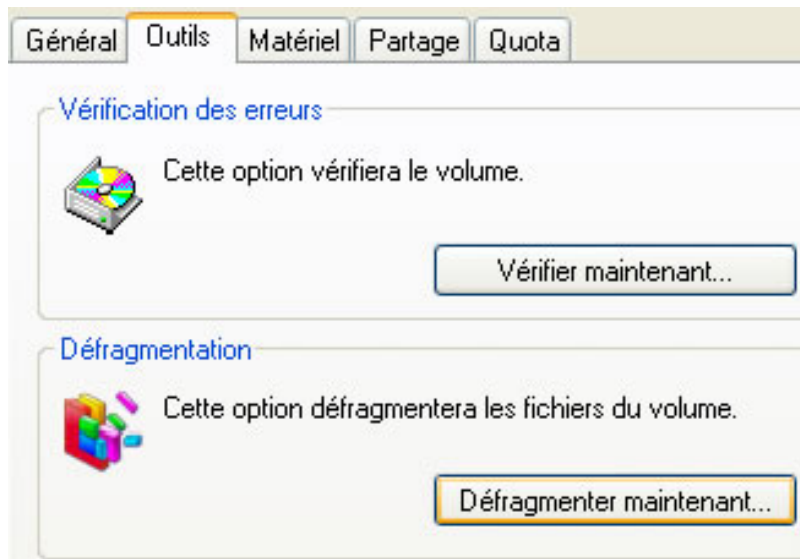 Général Outils Matériel Partage Quota
Vérification des erreurs
Cette option vérifiera le volume.
Vérifier maintenant...
Défragmentation
Cette option défragmentera les fichiers du volume.
Défragmenter maintenant...